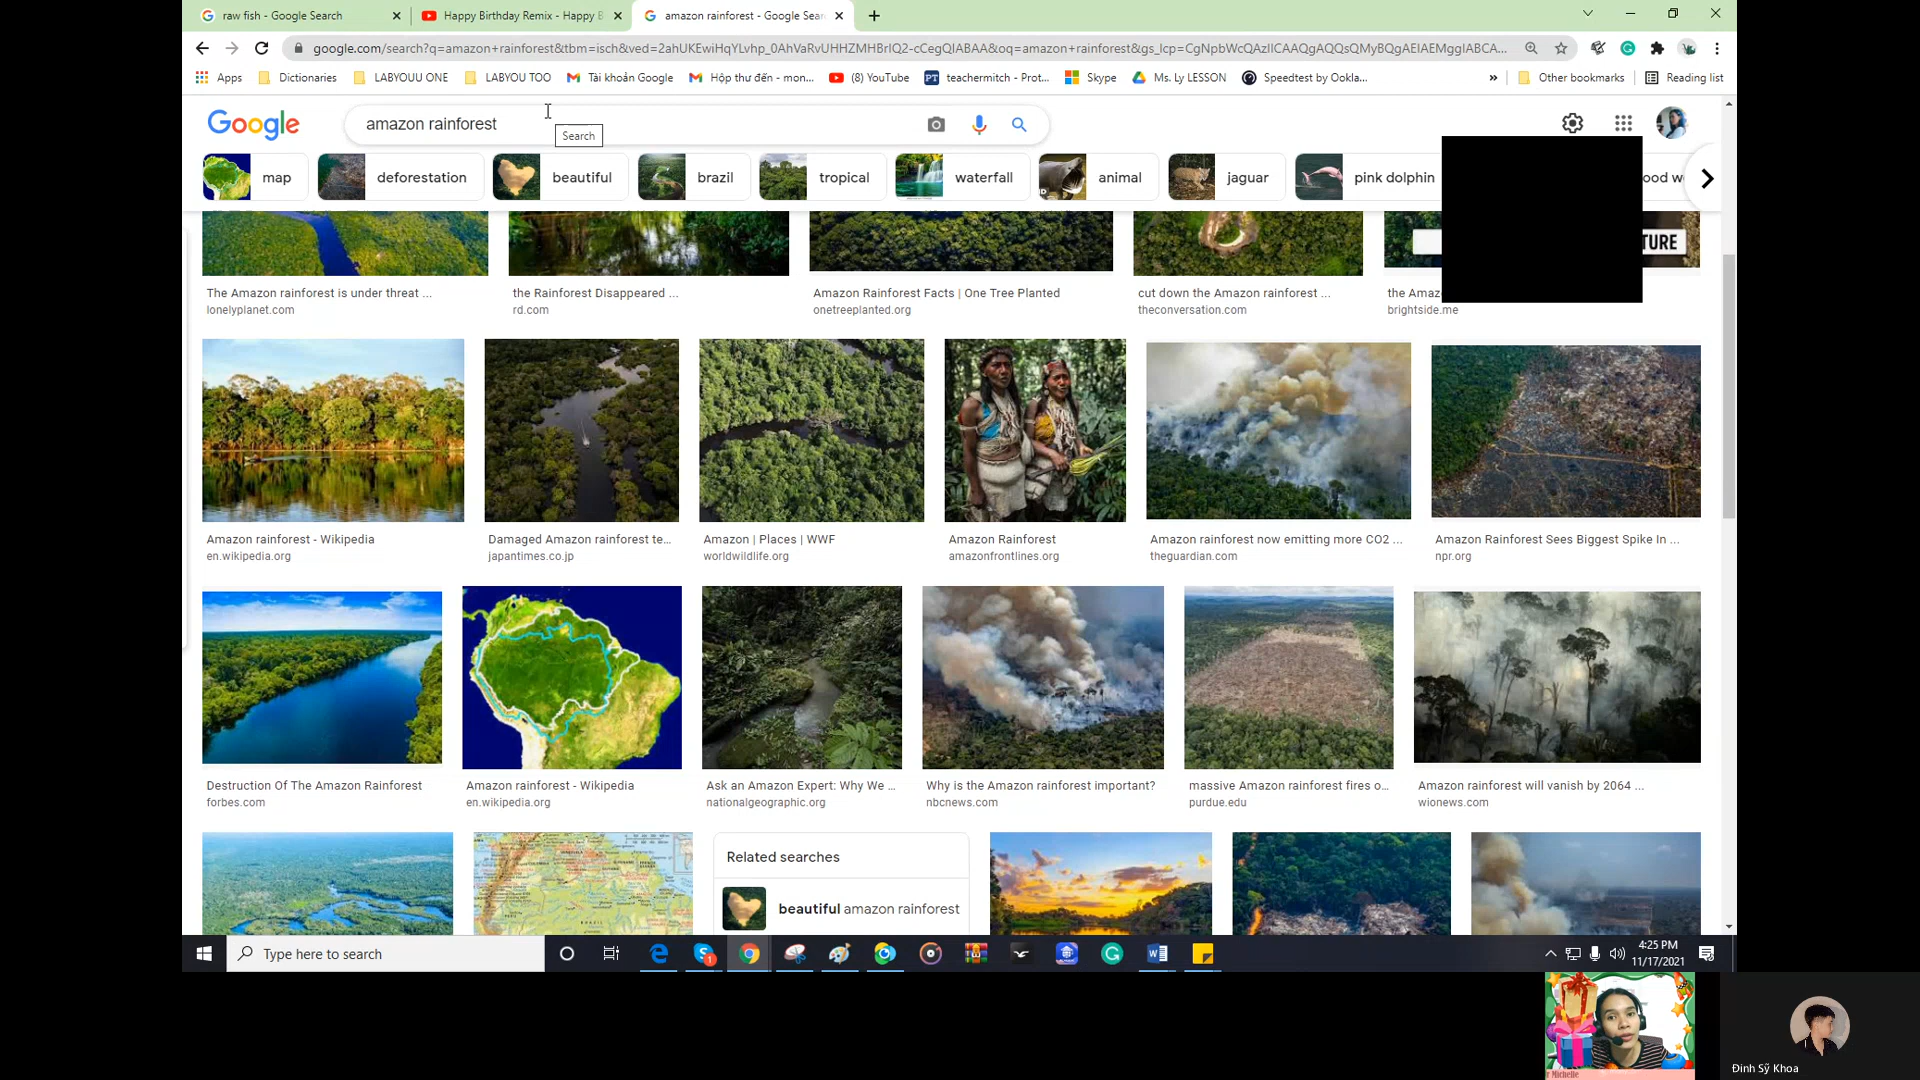 raw fish - Google Search
Happy Birthday Remix - Happy B
amazon rainforest - Google Sear
google.com/search?q=amazon+rainforest&tbm=isch&ved=2ahUKEwiHqYLvhp_0AhVaRvUHHZMHBrIQ2-cCegQIABAA&oq=amazon+rainforest&gs_lcp=CgNpbWcQAzIICAAQgAQQsQMyBQgAEIAEMggIABCA...
Apps
Dictionaries
LABYOUU ONE
LABYOU TOO
Tài khoản Google
Hộp thư đến - mon...
(8) YouTube
PT teachermitch - Prot...
Skype
Ms. Ly LESSON
Speedtest by Ookla...
»
Other bookmarks
Reading list
Google
amazon rainforest
Search
map
deforestation
beautiful
brazil
tropical
waterfall
animal
jaguar
pink dolphin
TURE
The Amazon rainforest is under threat ...
lonelyplanet.com
the Rainforest Disappeared ...
rd.com
Amazon Rainforest Facts | One Tree Planted
onetreeplanted.org
cut down the Amazon rainforest ...
theconversation.com
the Amaz
brightside.me
Amazon rainforest - Wikipedia
en.wikipedia.org
Damaged Amazon rainforest te...
japantimes.co.jp
Amazon | Places | WWF
worldwildlife.org
Amazon Rainforest
amazonfrontlines.org
Amazon rainforest now emitting more CO2 ...
theguardian.com
Amazon Rainforest Sees Biggest Spike In ...
npr.org
Destruction Of The Amazon Rainforest
forbes.com
Amazon rainforest - Wikipedia
en.wikipedia.org
Ask an Amazon Expert: Why We ...
nationalgeographic.org
Why is the Amazon rainforest important?
nbcnews.com
massive Amazon rainforest fires o...
purdue.edu
Amazon rainforest will vanish by 2064 ...
wionews.com
Related searches
beautiful amazon rainforest
Type here to search
4:25 PM
11/17/2021
r Michelle
Đinh Sỹ Khoa